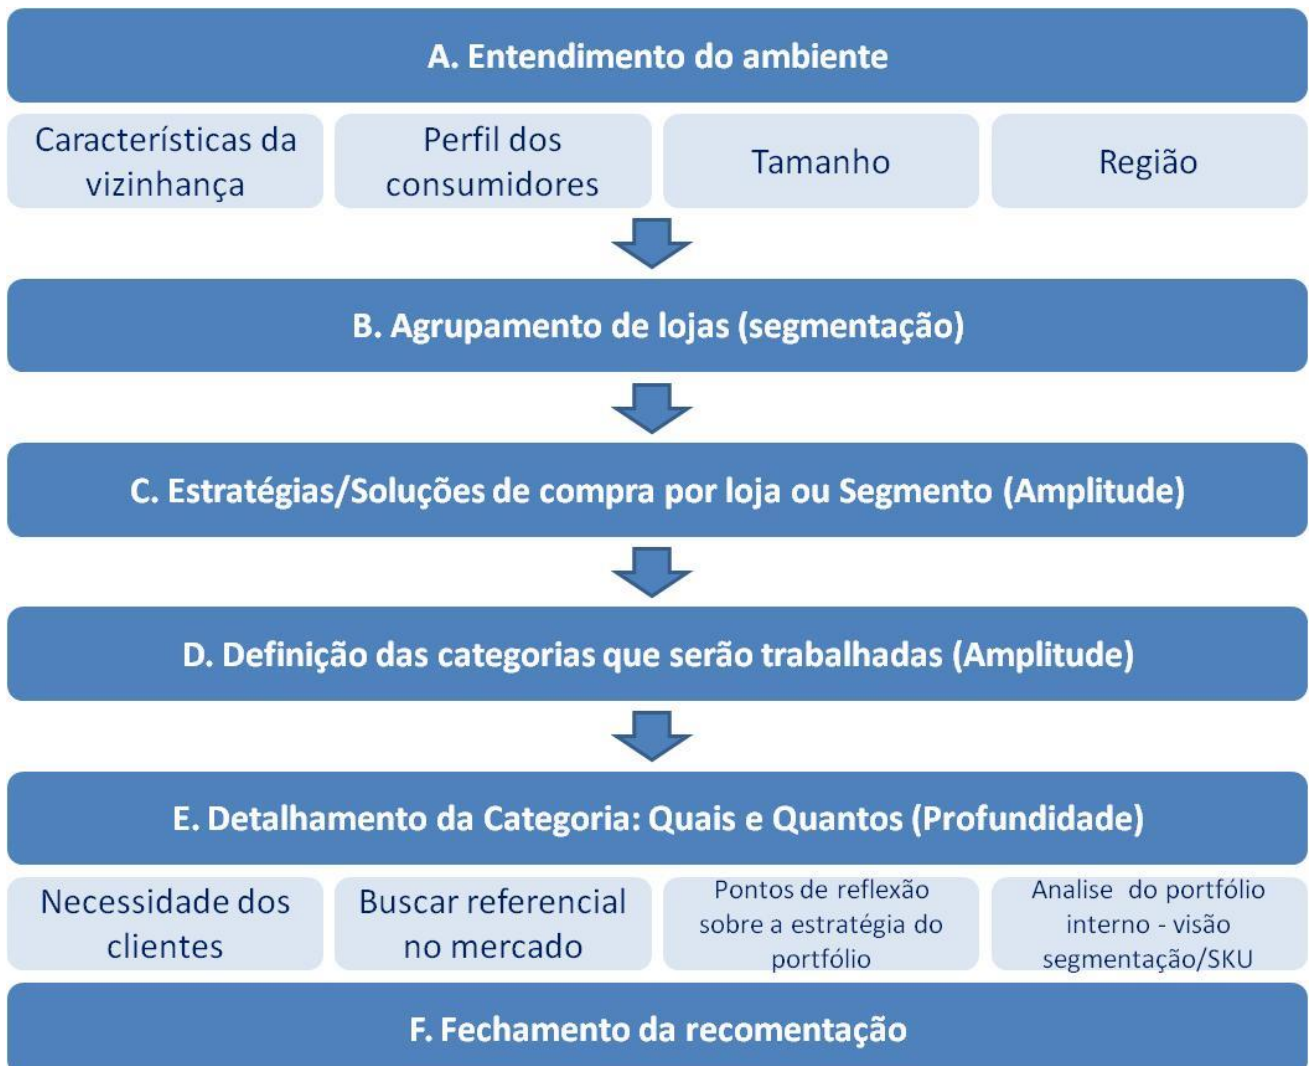 A. Entendimento do ambiente
Características da
vizinhança
Perfil dos
consumidores
Tamanho
Região
B. Agrupamento de lojas (segmentação)
C. Estratégias/Soluções de compra por loja ou Segmento (Amplitude)
D. Definição das categorias que serão trabalhadas (Amplitude)
E. Detalhamento da Categoria: Quais e Quantos (Profundidade)
Necessidade dos
clientes
Buscar referencial
no mercado
Pontos de reflexão
sobre a estratégia do
portfólio
Analise do portfólio
interno - visão
segmentação/SKU
F. Fechamento da recomentação